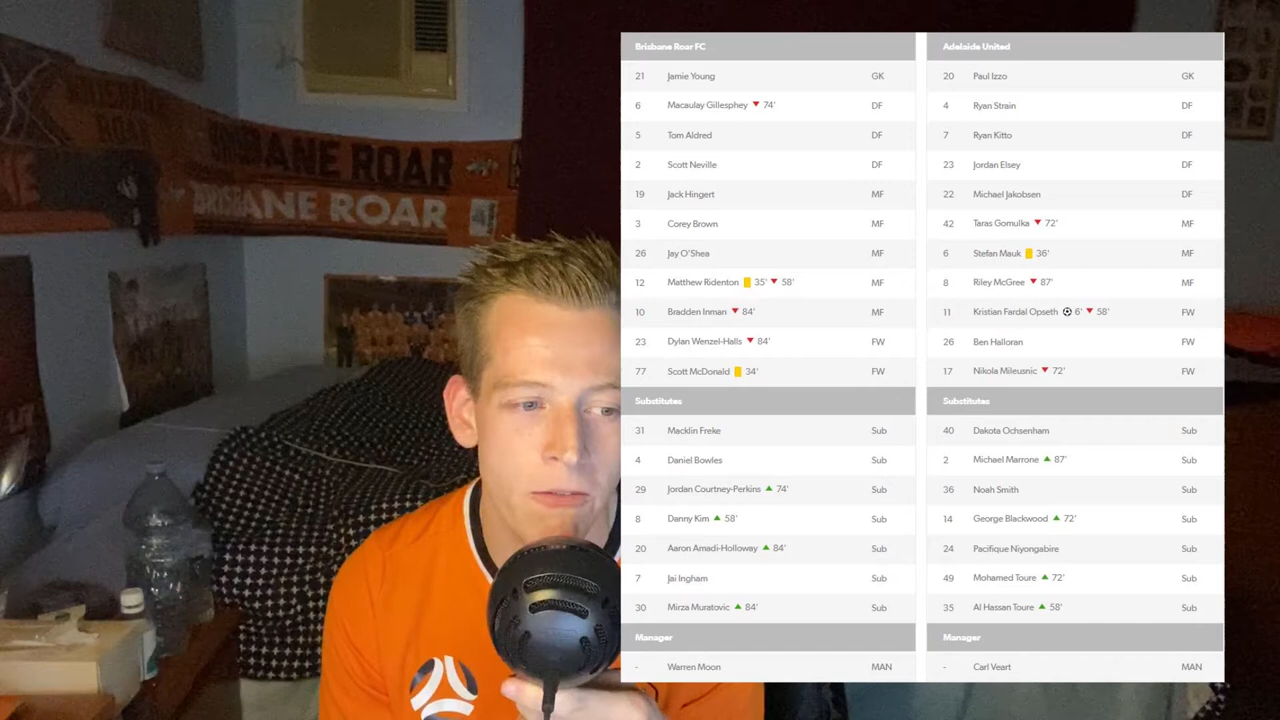 BRISBANE ROAR
BRISBANE ROAR
Brisbane Roar FC
21 Jamie Young GK
6 Macaulay Gillesphey 74' DF
5 Tom Aldred DF
2 Scott Neville DF
19 Jack Hingert MF
3 Corey Brown MF
26 Jay O'Shea MF
12 Matthew Ridenton 35' 58' MF
10 Bradden Inman 84' MF
23 Dylan Wenzel-Halls 84' FW
77 Scott McDonald 34' FW
Substitutes
31 Macklin Freke Sub
4 Daniel Bowles Sub
29 Jordan Courtney-Perkins 74' Sub
8 Danny Kim 58' Sub
20 Aaron Amadi-Holloway 84' Sub
7 Jai Ingham Sub
30 Mirza Muratovic 84' Sub
Manager
- Warren Moon MAN
Adelaide United
20 Paul Izzo GK
4 Ryan Strain DF
7 Ryan Kitto DF
23 Jordan Elsey DF
22 Michael Jakobsen DF
42 Taras Gomulka 72' MF
6 Stefan Mauk 36' MF
8 Riley McGree 87' MF
11 Kristian Fardal Opseth 6' 58' FW
26 Ben Halloran FW
17 Nikola Mileusnic 72' FW
Substitutes
40 Dakota Ochsenham Sub
2 Michael Marrone 87' Sub
36 Noah Smith Sub
14 George Blackwood 72' Sub
24 Pacifique Niyongabire Sub
49 Mohamed Toure 72' Sub
35 Al Hassan Toure 58' Sub
Manager
- Carl Veart MAN